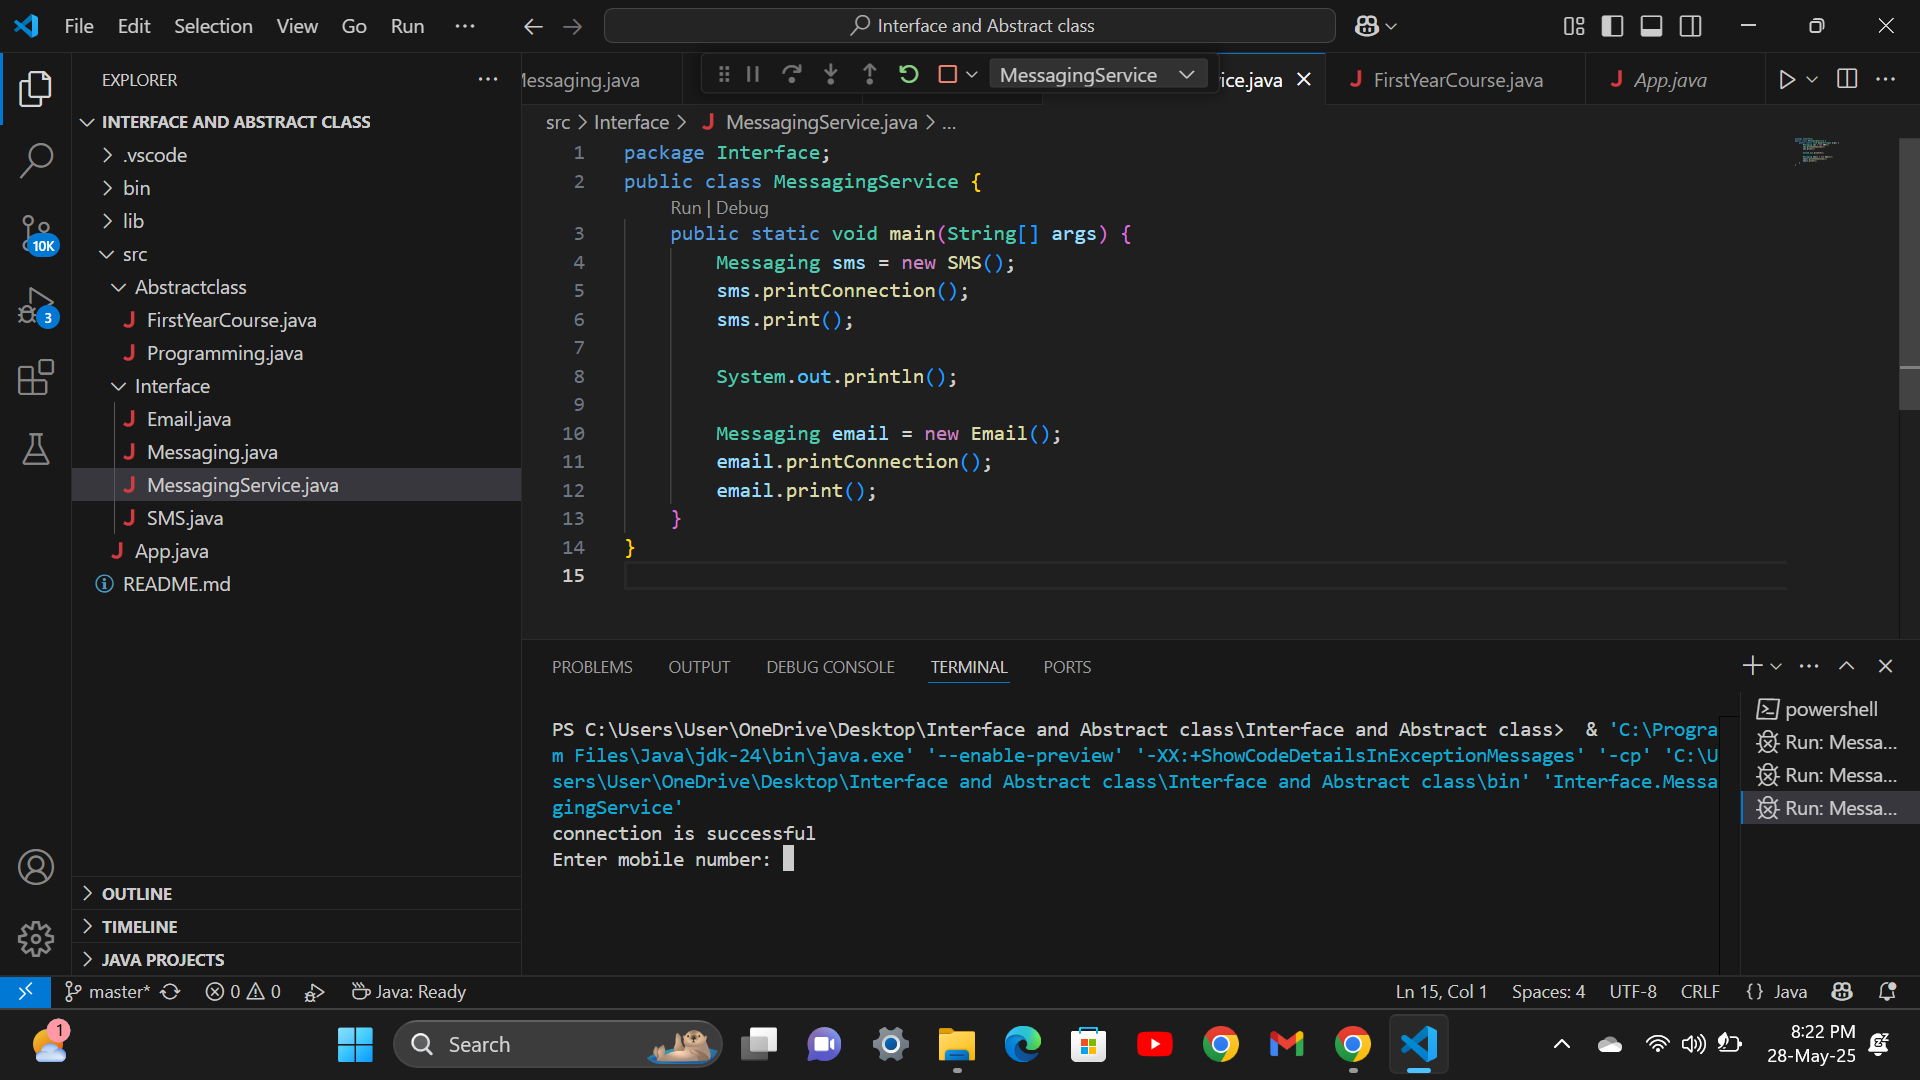 File Edit Selection View Go Run ...
Interface and Abstract class
EXPLORER
INTERFACE AND ABSTRACT CLASS
.vscode
bin
lib
src
Abstractclass
FirstYearCourse.java
Programming.java
Interface
Email.java
Messaging.java
MessagingService.java
SMS.java
App.java
README.md
OUTLINE
TIMELINE
JAVA PROJECTS
10K
3
Messaging.java
MessagingService
ice.java
FirstYearCourse.java
App.java
src > Interface > MessagingService.java > ...
1 package Interface;
2 public class MessagingService {
Run | Debug
3 public static void main(String[] args) {
4 Messaging sms = new SMS();
5 sms.printConnection();
6 sms.print();
7
8 System.out.println();
9
10 Messaging email = new Email();
11 email.printConnection();
12 email.print();
13 }
14 }
15
PROBLEMS OUTPUT DEBUG CONSOLE TERMINAL PORTS
PS C:\Users\User\OneDrive\Desktop\Interface and Abstract class\Interface and Abstract class> & 'C:\Progra
m Files\Java\jdk-24\bin\java.exe' '--enable-preview' '-XX:+ShowCodeDetailsInExceptionMessages' '-cp' 'C:\U
sers\User\OneDrive\Desktop\Interface and Abstract class\Interface and Abstract class\bin' 'Interface.Messa
gingService'
connection is successful
Enter mobile number:
powershell
Run: Messa...
Run: Messa...
Run: Messa...
master* 0 0 Java: Ready
Ln 15, Col 1 Spaces: 4 UTF-8 CRLF {} Java
1
Search
8:22 PM
28-May-25